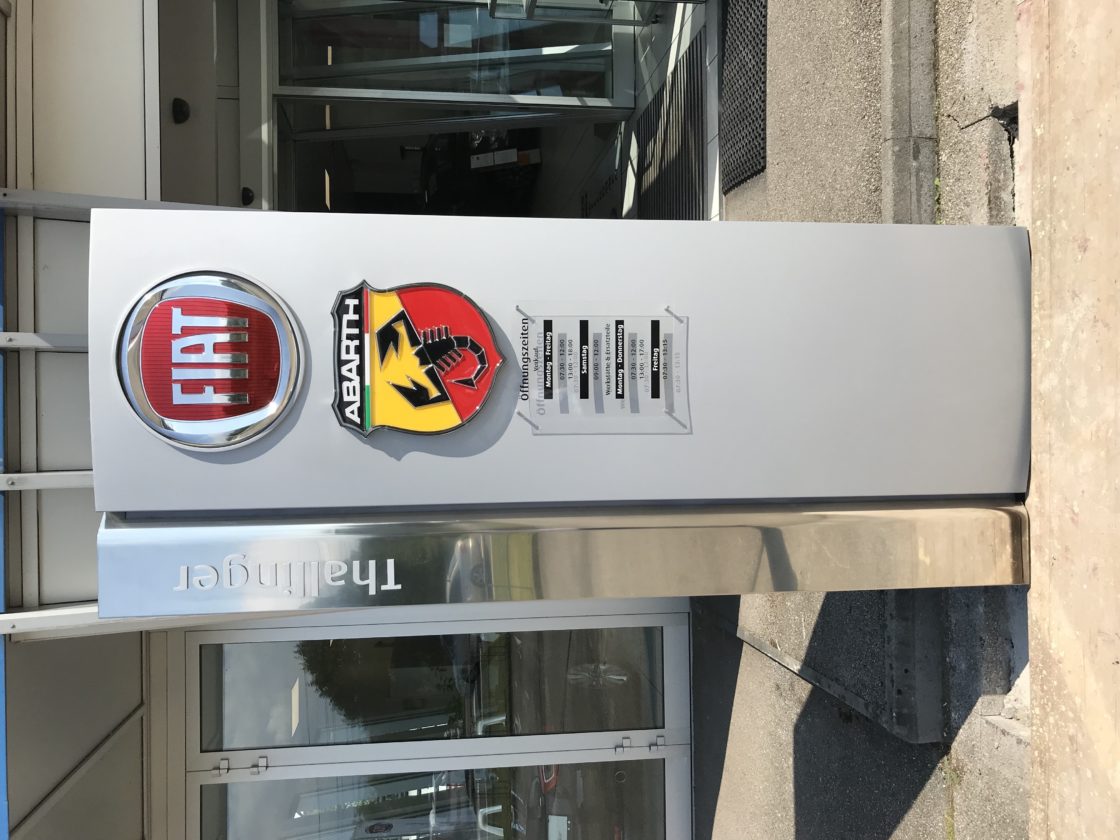 FIAT
ABARTH
Öffnungszeiten
Verkauf
Montag - Freitag
07:30 - 12:00
13:00 - 18:00
Samstag
09:00 - 12:00
Werkstätte & Ersatzteile
Montag - Donnerstag
07:30 - 12:00
13:00 - 17:00
Freitag
07:30 - 13:15
Thallinger